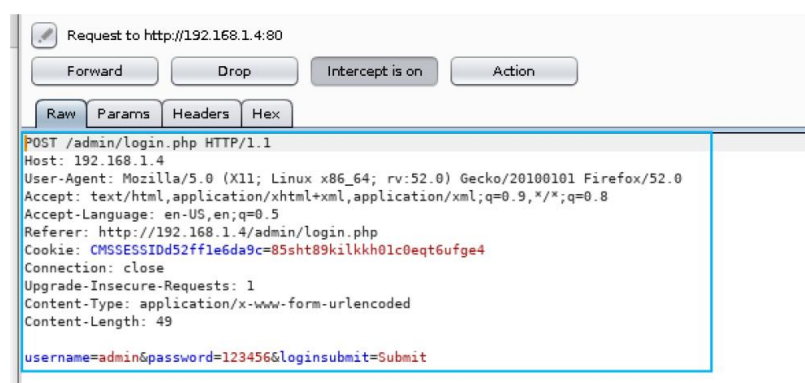 Request to http://192.168.1.4:80
Forward Drop Intercept is on Action
Raw Params Headers Hex
POST /admin/login.php HTTP/1.1
Host: 192.168.1.4
User-Agent: Mozilla/5.0 (X11; Linux x86_64; rv:52.0) Gecko/20100101 Firefox/52.0
Accept: text/html,application/xhtml+xml,application/xml;q=0.9,*/*;q=0.8
Accept-Language: en-US,en;q=0.5
Referer: http://192.168.1.4/admin/login.php
Cookie: CMSSESSIDd52ff1e6da9c=85sht89kilkkh01c0eqt6ufge4
Connection: close
Upgrade-Insecure-Requests: 1
Content-Type: application/x-www-form-urlencoded
Content-Length: 49
username=admin&password=123456&loginsubmit=Submit